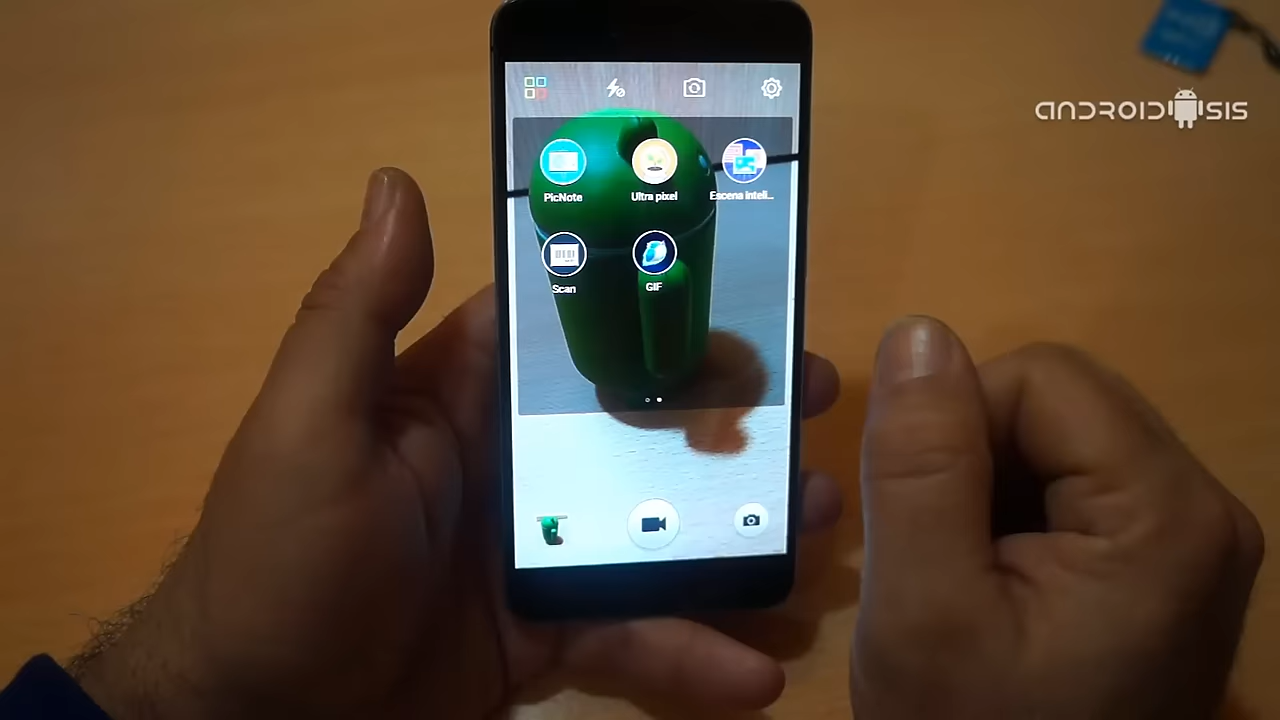 ANDROIDSIS
PicNote
Ultra pixel
Escena inteli...
Scan
GIF